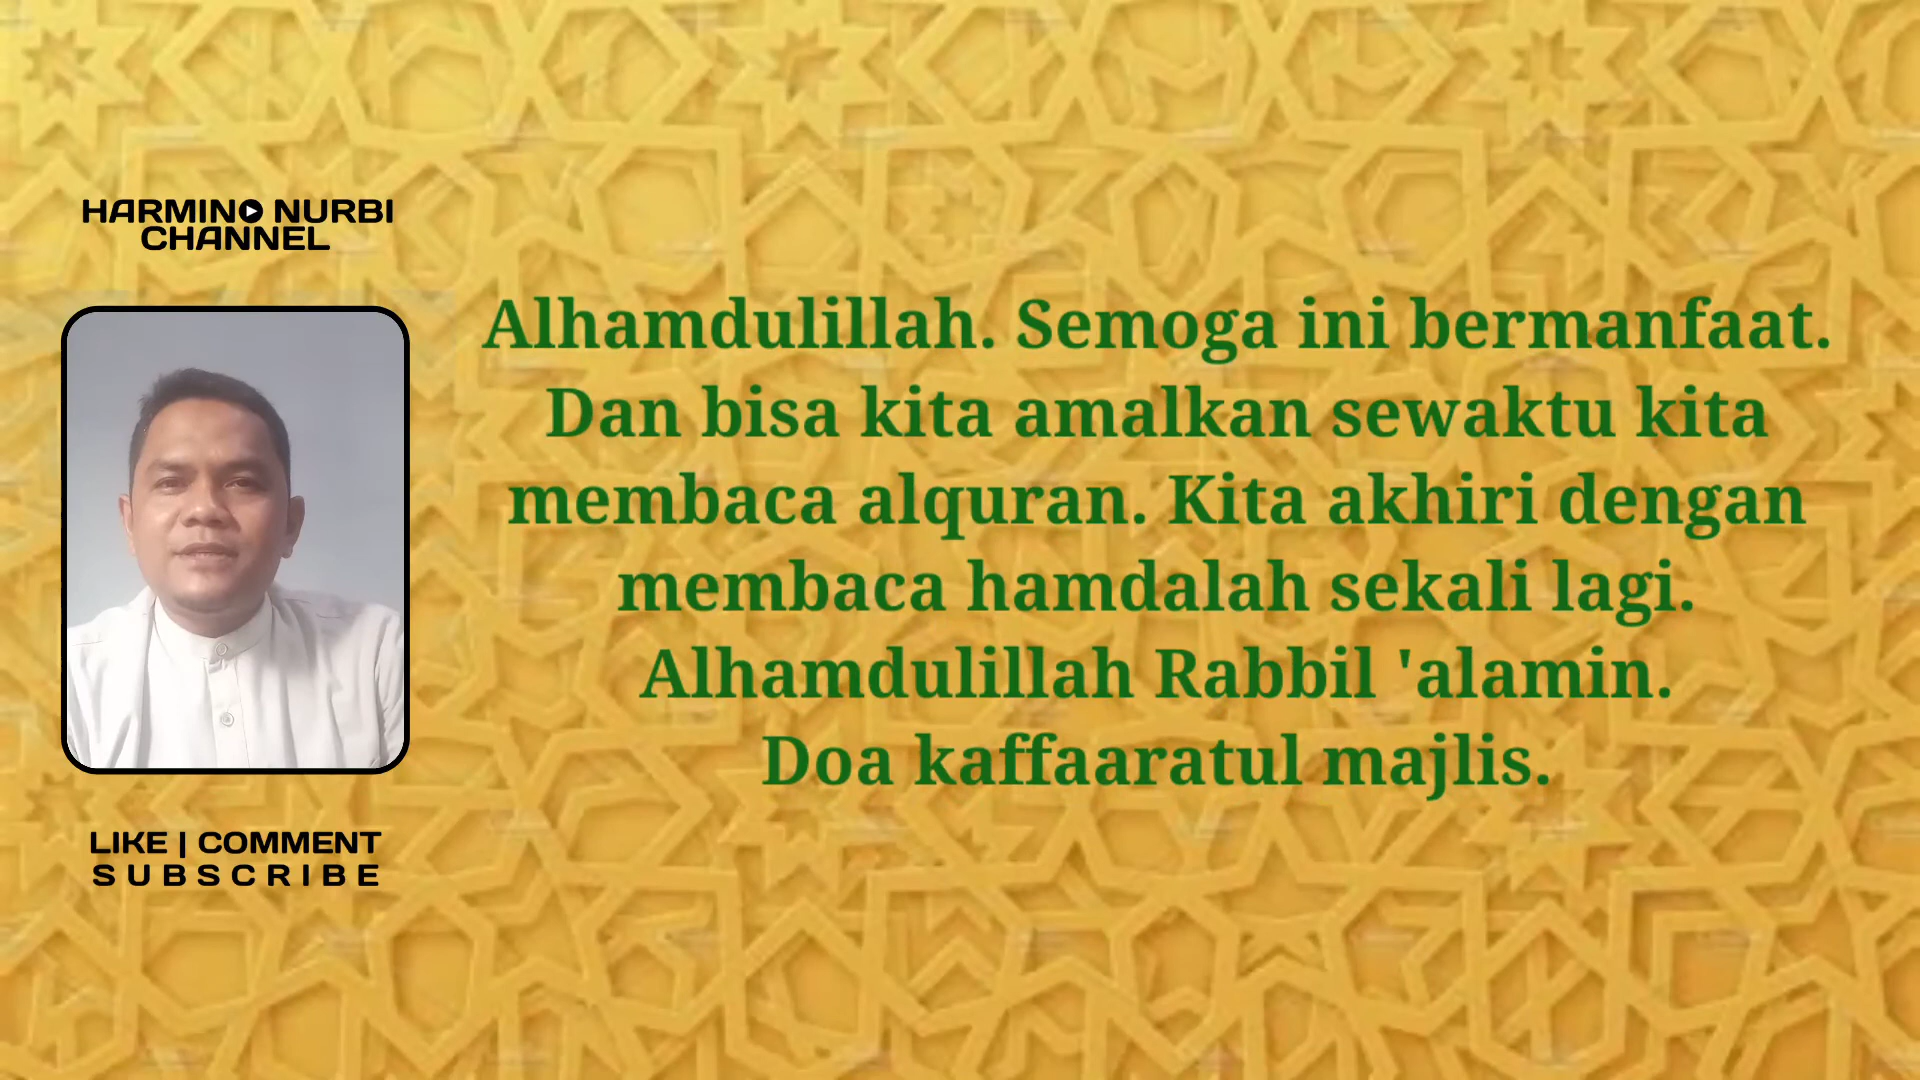 HARMINO NURBI
CHANNEL
Alhamdulillah. Semoga ini bermanfaat.
Dan bisa kita amalkan sewaktu kita
membaca alquran. Kita akhiri dengan
membaca hamdalah sekali lagi.
Alhamdulillah Rabbil 'alamin.
Doa kaffaaratul majlis.
LIKE | COMMENT
SUBSCRIBE